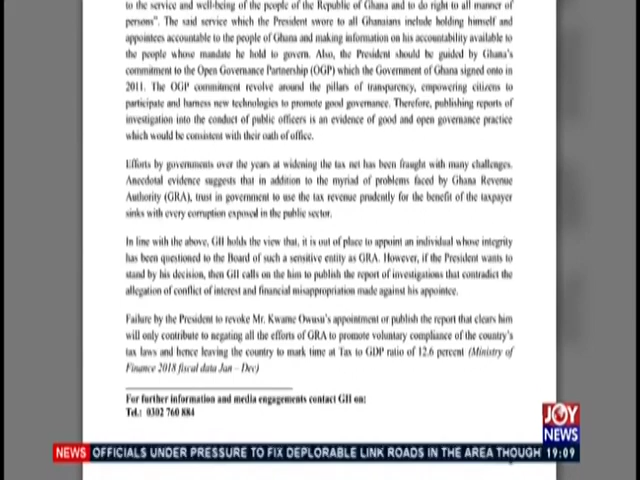 to the service and well-being of the people of the Republic of Ghana and to do right to all manner of
persons". The said service which the President swore to all Ghanaians include holding himself and
appointees accountable to the people of Ghana and making information on his accountability available to
the people whose mandate he hold to govern. Also, the President should be guided by Ghana's
commitment to the Open Governance Partnership (OGP) which the Government of Ghana signed onto in
2011. The OGP commitment revolve around the pillars of transparency, empowering citizens to
participate and harness new technologies to promote good governance. Therefore, publishing reports of
investigation into the conduct of public officers is an evidence of good and open governance practice
which would be consistent with their oath of office.
Efforts by governments over the years at widening the tax net has been fraught with many challenges.
Anecdotal evidence suggests that in addition to the myriad of problems faced by Ghana Revenue
Authority (GRA), trust in government to use the tax revenue prudently for the benefit of the taxpayer
sinks with every corruption exposed in the public sector.
In line with the above, GII holds the view that, it is out of place to appoint an individual whose integrity
has been questioned to the Board of such a sensitive entity as GRA. However, if the President wants to
stand by his decision, then GII calls on the him to publish the report of investigations that contradict the
allegation of conflict of interest and financial misappropriation made against his appointee.
Failure by the President to revoke Mr. Kwame Owusu's appointment or publish the report that clears him
will only contribute to negating all the efforts of GRA to promote voluntary compliance of the country's
tax laws and hence leaving the country to mark time at Tax to GDP ratio of 12.6 percent (Ministry of
Finance 2018 fiscal data Jan – Dec)
For further information and media engagements contact GII on:
Tel.: 0302 760 884
JOY
NEWS
NEWS OFFICIALS UNDER PRESSURE TO FIX DEPLORABLE LINK ROADS IN THE AREA THOUGH 19:09